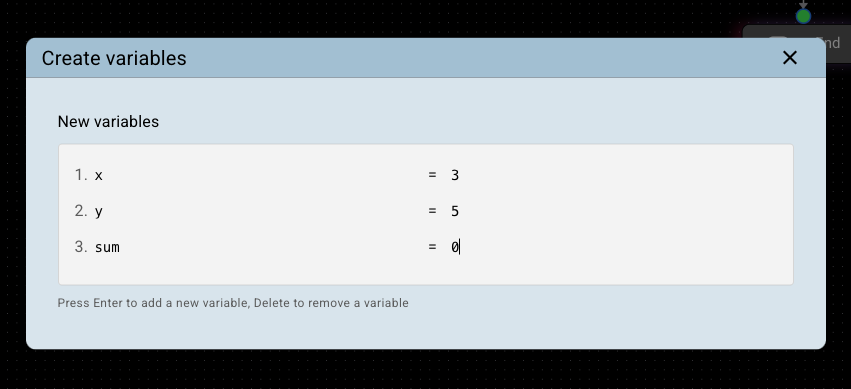 Create variables
New variables
1. x = 3
2. y = 5
3. sum = 0
Press Enter to add a new variable, Delete to remove a variable